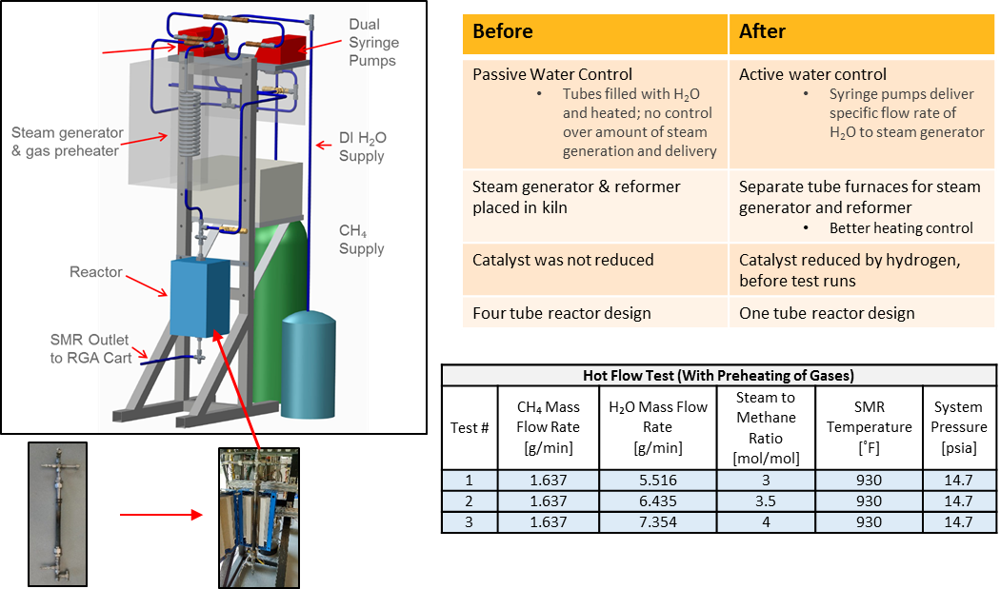 Dual
Syringe
Pumps
Steam generator
& gas preheater
DI H₂O
Supply
CH₄
Supply
Reactor
SMR Outlet
to RGA Cart
Before
After
Passive Water Control
• Tubes filled with H₂O
and heated; no control
over amount of steam
generation and delivery
Active water control
• Syringe pumps deliver
specific flow rate of
H₂O to steam generator
Steam generator & reformer
placed in kiln
Separate tube furnaces for steam
generator and reformer
• Better heating control
Catalyst was not reduced
Catalyst reduced by hydrogen,
before test runs
Four tube reactor design
One tube reactor design
Hot Flow Test (With Preheating of Gases)
Test #
CH₄ Mass
Flow Rate
[g/min]
H₂O Mass Flow
Rate
[g/min]
Steam to
Methane
Ratio
[mol/mol]
SMR
Temperature
[˚F]
System
Pressure
[psia]
1 1.637 5.516 3 930 14.7
2 1.637 6.435 3.5 930 14.7
3 1.637 7.354 4 930 14.7